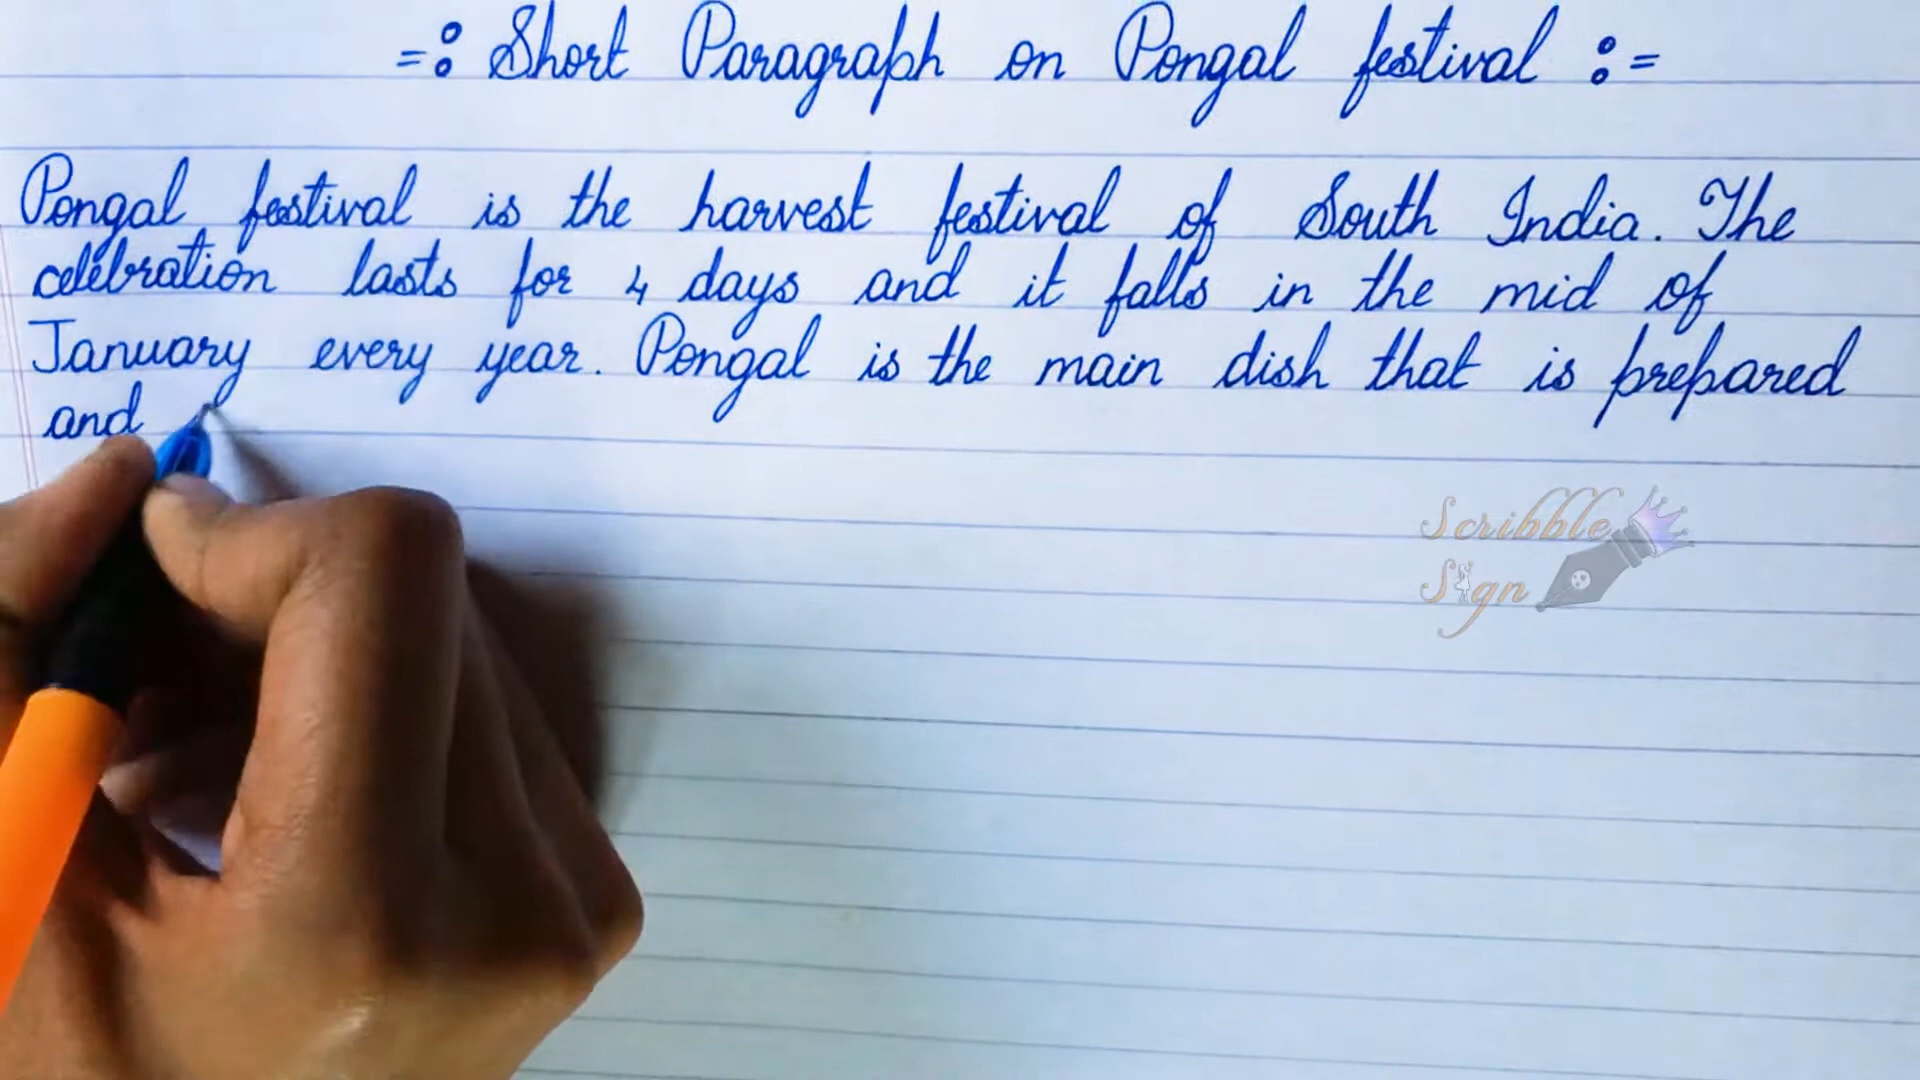 =: Short Paragraph on Pongal festival :=
Pongal festival is the harvest festival of South India. The
celebration lasts for 4 days and it falls in the mid of
January every year. Pongal is the main dish that is prepared
and
Scribble
Sign